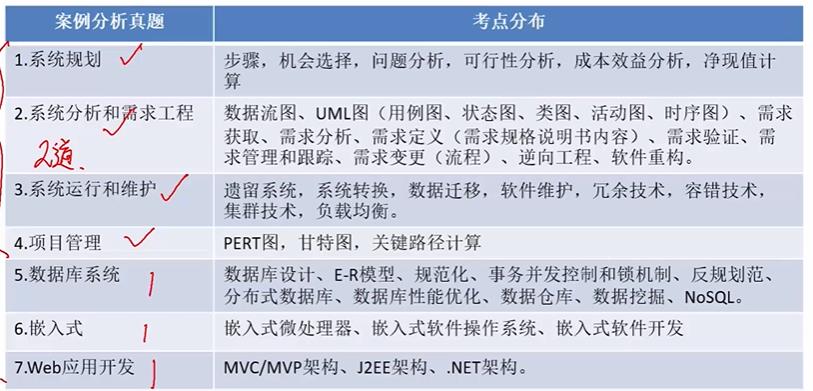 案例分析真题 考点分布
1.系统规划 步骤，机会选择，问题分析，可行性分析，成本效益分析，净现值计
算
2.系统分析和需求工程 数据流图、UML图（用例图、状态图、类图、活动图、时序图）、需求
2道、 获取、需求分析、需求定义（需求规格说明书内容）、需求验证、需
求管理和跟踪、需求变更（流程）、逆向工程、软件重构。
3.系统运行和维护 遗留系统，系统转换，数据迁移，软件维护，冗余技术，容错技术，
集群技术，负载均衡。
4.项目管理 PERT图，甘特图，关键路径计算
5.数据库系统 数据库设计、E-R模型、规范化、事务并发控制和锁机制、反规划范、
分布式数据库、数据库性能优化、数据仓库、数据挖掘、NoSQL。
6.嵌入式 嵌入式微处理器、嵌入式软件操作系统、嵌入式软件开发
7.Web应用开发 MVC/MVP架构、J2EE架构、.NET架构。